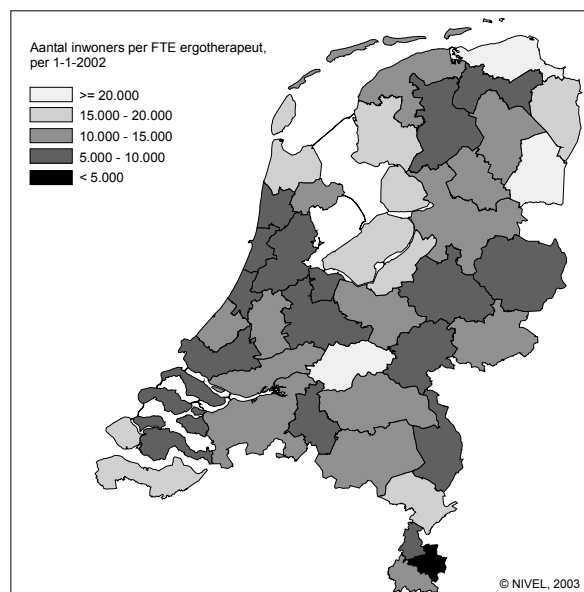 Aantal inwoners per FTE ergotherapeut,
per 1-1-2002
>= 20.000
15.000 - 20.000
10.000 - 15.000
5.000 - 10.000
< 5.000
© NIVEL, 2003